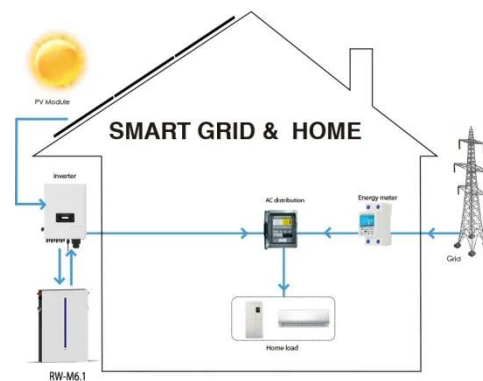 PV Module
SMART GRID & HOME
Inverter
AC distribution
Energy meter
Grid
Home load
RW-M6.1